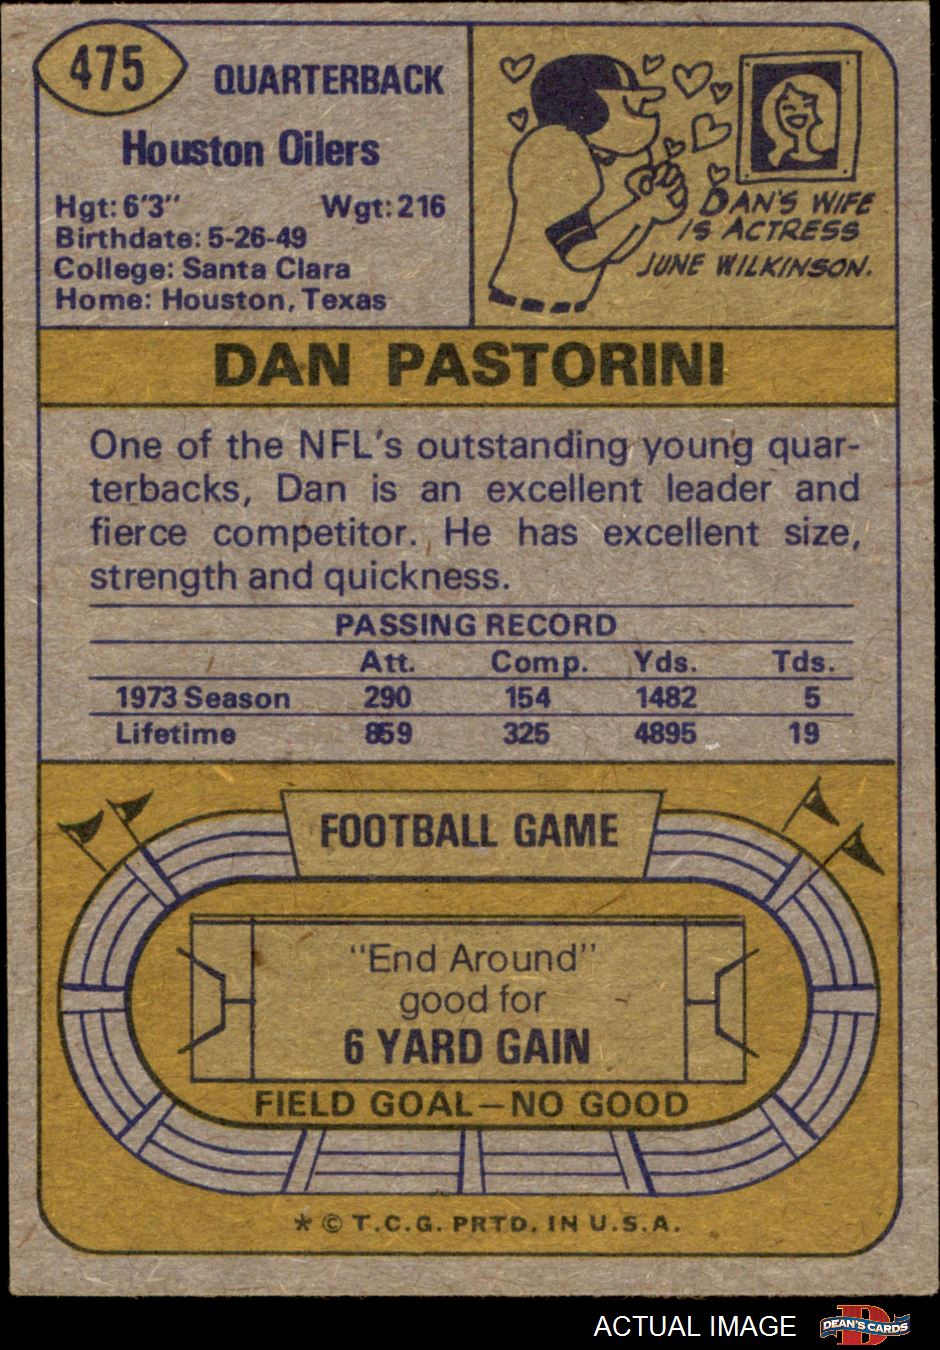 475
QUARTERBACK
Houston Oilers
Hgt: 6'3" Wgt: 216
Birthdate: 5-26-49
College: Santa Clara
Home: Houston, Texas
DAN'S WIFE
IS ACTRESS
JUNE WILKINSON.
DAN PASTORINI
One of the NFL's outstanding young quar-
terbacks, Dan is an excellent leader and
fierce competitor. He has excellent size,
strength and quickness.
PASSING RECORD
Att. Comp. Yds. Tds.
1973 Season 290 154 1482 5
Lifetime 859 325 4895 19
FOOTBALL GAME
"End Around"
good for
6 YARD GAIN
FIELD GOAL—NO GOOD
* © T.C.G. PRTD. IN U.S.A.
ACTUAL IMAGE
DEAN'S CARDS